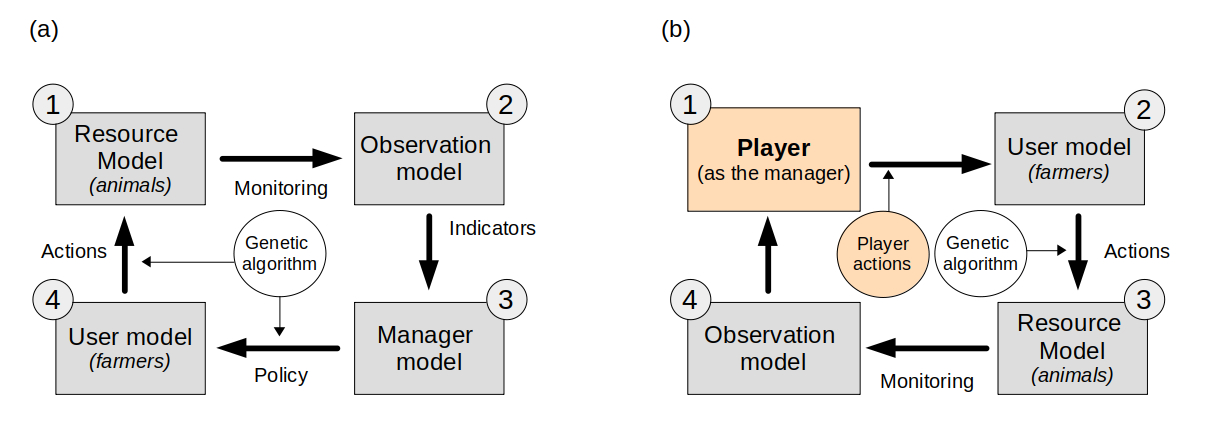 (a)
1
Resource
Model
(animals)
2
Observation
model
Monitoring
Indicators
Genetic
algorithm
Actions
4
User model
(farmers)
3
Manager
model
Policy
(b)
1
Player
(as the manager)
2
User model
(farmers)
Player
actions
Genetic
algorithm
Actions
4
Observation
model
3
Resource
Model
(animals)
Monitoring